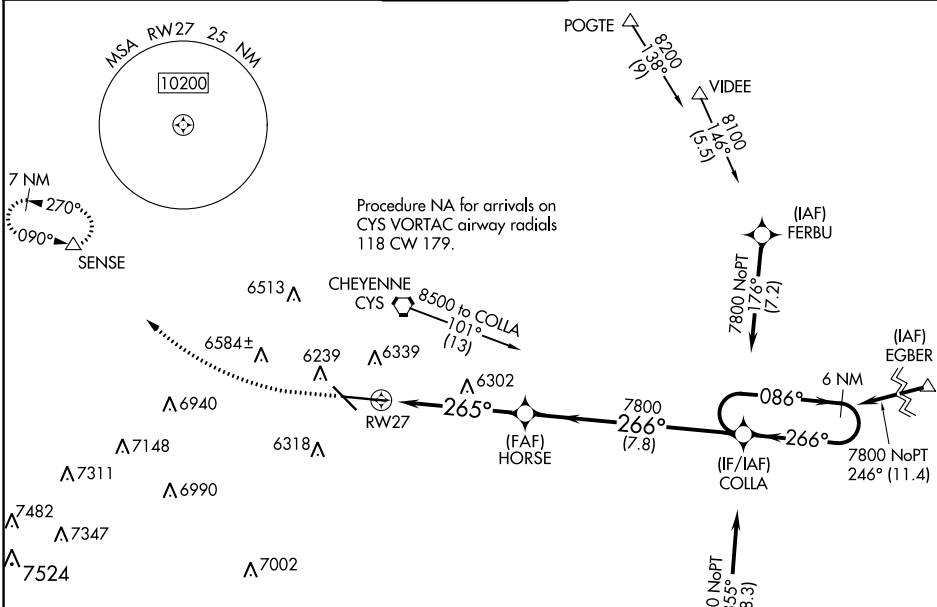 MSA RW27 25 NM
10200
POGTE
8200
138°
(9)
VIDEE
8100
146°
(5.5)
7 NM
270°
090°
SENSE
Procedure NA for arrivals on
CYS VORTAC airway radials
118 CW 179.
(IAF)
FERBU
7800 NoPT
176°
(7.2)
CHEYENNE
CYS
8500 to COLLA
101°
(13)
6513
6584±
6239
6339
6302
(IAF)
EGBER
6 NM
086°
266°
7800 NoPT
246° (11.4)
7800
266°
(7.8)
265°
RW27
(FAF)
HORSE
(IF/IAF)
COLLA
6940
7148
6318
7311
6990
7482
7347
7524
7002
0 NoPT